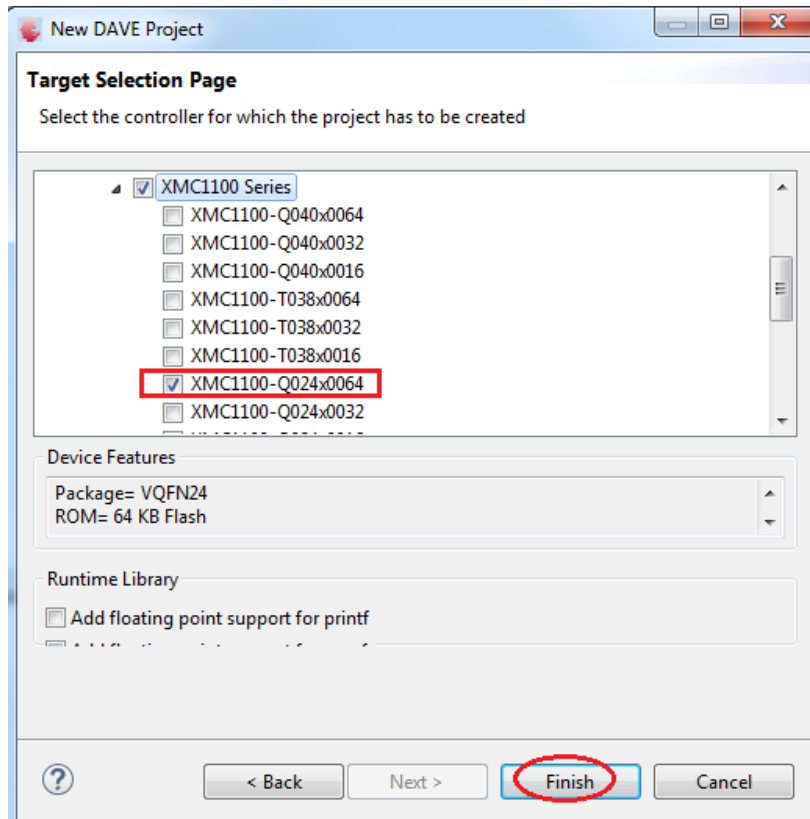 New DAVE Project
Target Selection Page
Select the controller for which the project has to be created
XMC1100 Series
XMC1100-Q040x0064
XMC1100-Q040x0032
XMC1100-Q040x0016
XMC1100-T038x0064
XMC1100-T038x0032
XMC1100-T038x0016
XMC1100-Q024x0064
XMC1100-Q024x0032
Device Features
Package= VQFN24
ROM= 64 KB Flash
Runtime Library
Add floating point support for printf
? < Back Next > Finish Cancel